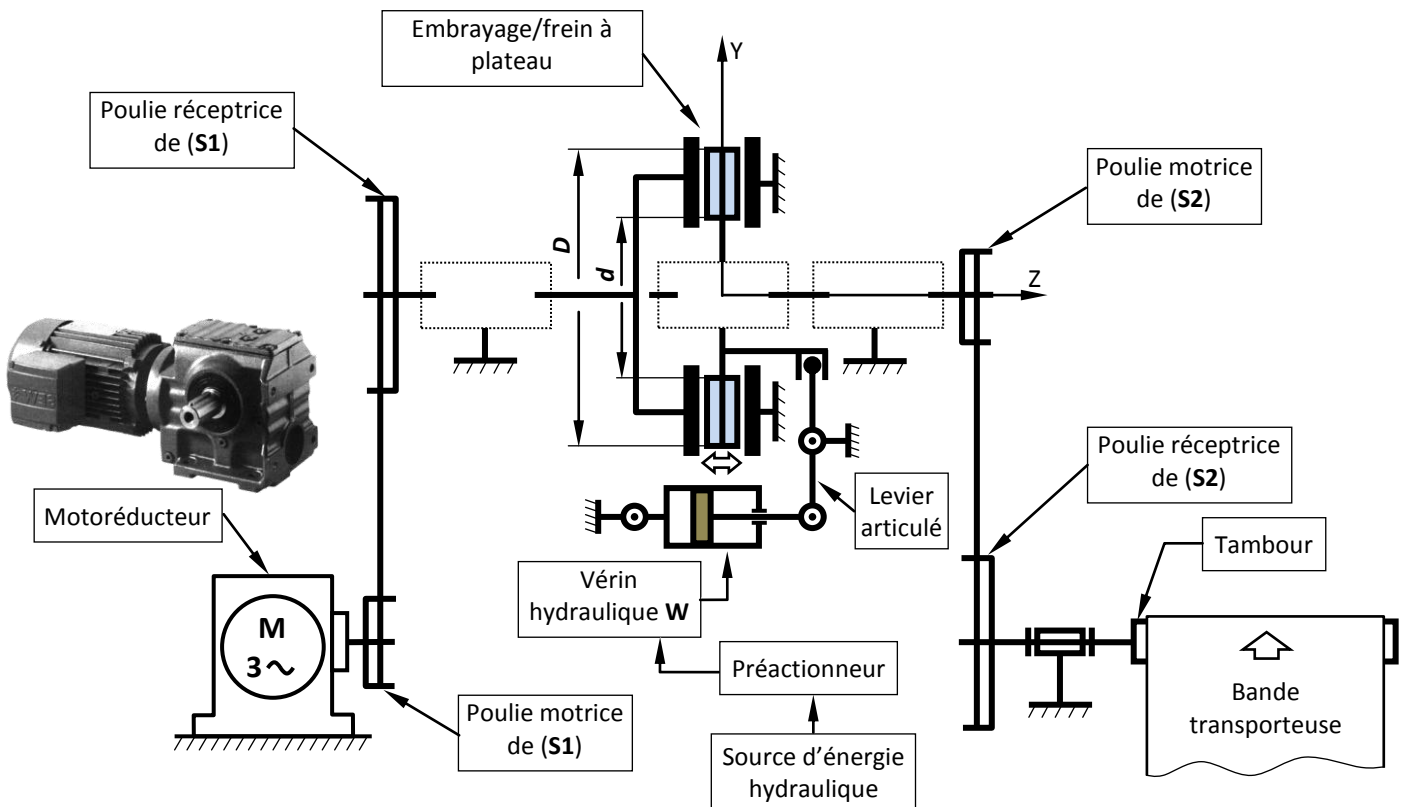 Embrayage/frein à
plateau
Y
Poulie réceptrice
de (S1)
Poulie motrice
de (S2)
D
d
Z
WEG
Motoréducteur
Levier
articulé
Poulie réceptrice
de (S2)
Tambour
Vérin
hydraulique W
M
3~
Préactionneur
Bande
transporteuse
Poulie motrice
de (S1)
Source d'énergie
hydraulique